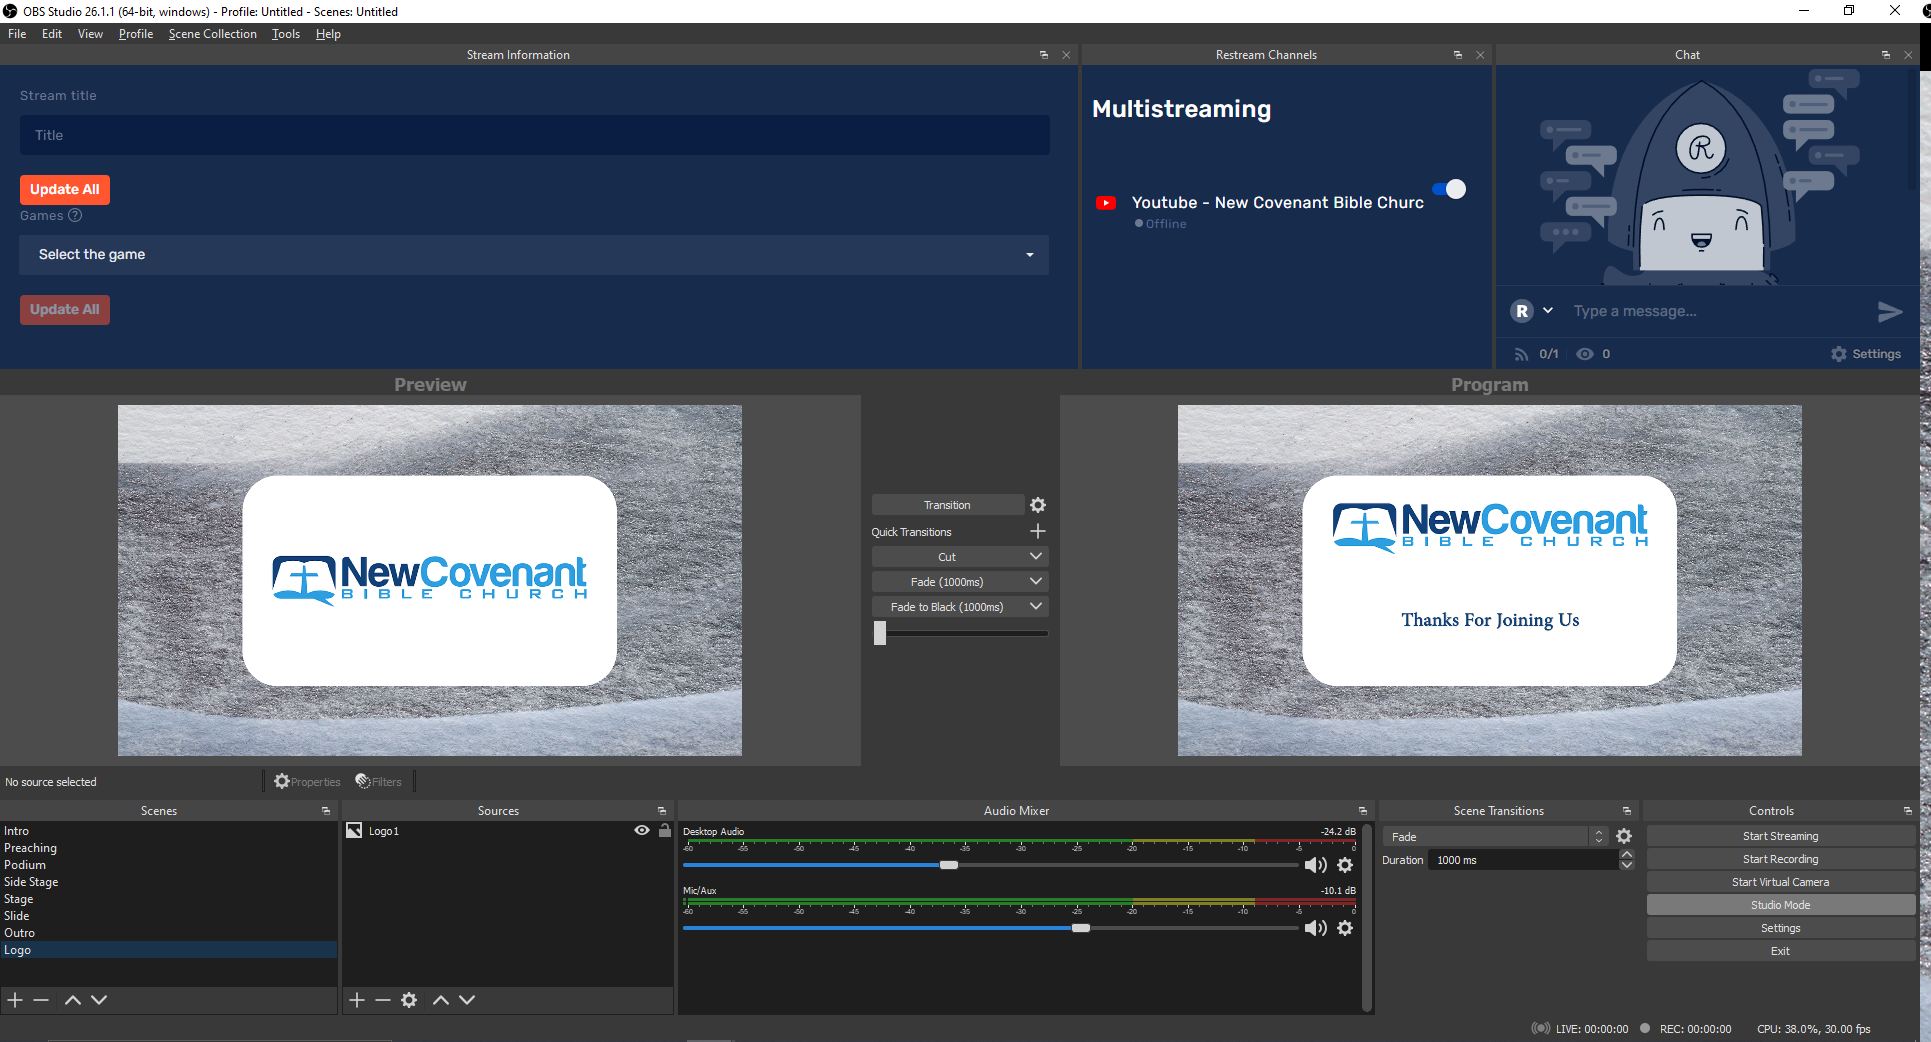 OBS Studio 26.1.1 (64-bit, windows) - Profile: Untitled - Scenes: Untitled
File Edit View Profile Scene Collection Tools Help
Stream Information
Restream Channels
Chat
Stream title
Title
Update All
Games ?
Select the game
Update All
Multistreaming
Youtube - New Covenant Bible Churc
Offline
R
R
Type a message...
0/1 0 Settings
Preview
Program
NewCovenant
BIBLE CHURCH
Transition
Quick Transitions
Cut
Fade (1000ms)
Fade to Black (1000ms)
NewCovenant
BIBLE CHURCH
Thanks For Joining Us
No source selected Properties Filters
Scenes
Intro
Preaching
Podium
Side Stage
Stage
Slide
Outro
Logo
Sources
Logo1
Audio Mixer
Desktop Audio -24.2 dB
-60 -55 -50 -45 -40 -35 -30 -25 -20 -15 -10 -5 0
Mic/Aux -10.1 dB
-60 -55 -50 -45 -40 -35 -30 -25 -20 -15 -10 -5 0
Scene Transitions
Fade
Duration 1000 ms
Controls
Start Streaming
Start Recording
Start Virtual Camera
Studio Mode
Settings
Exit
LIVE: 00:00:00 REC: 00:00:00 CPU: 38.0%, 30.00 fps